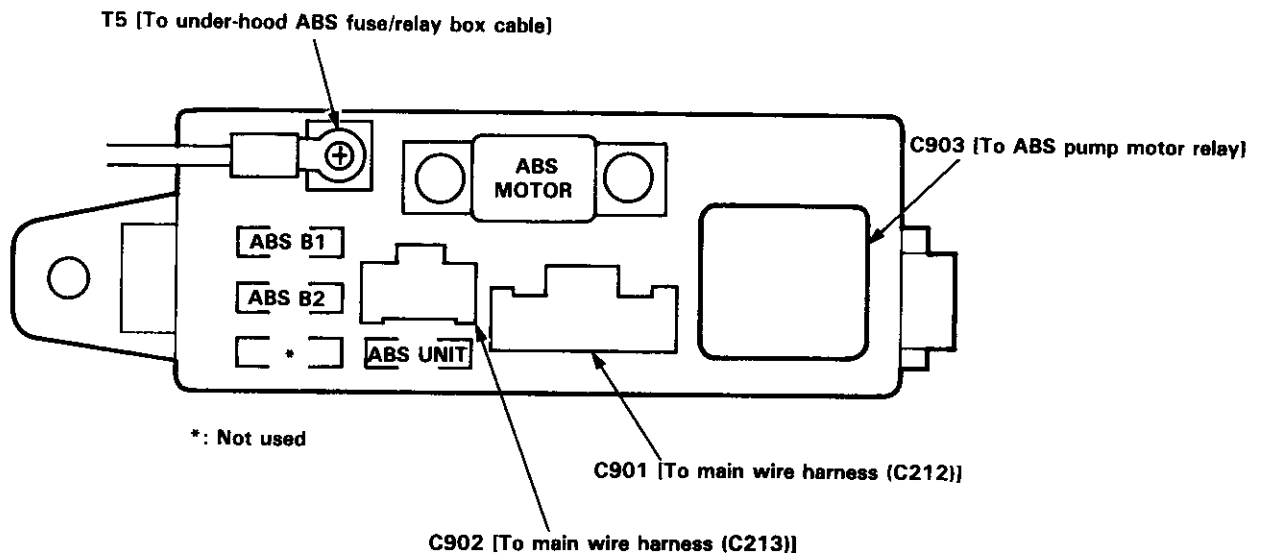 T5 [To under-hood ABS fuse/relay box cable]
C903 [To ABS pump motor relay]
ABS
MOTOR
ABS B1
ABS B2
*
ABS UNIT
*: Not used
C901 [To main wire harness (C212)]
C902 [To main wire harness (C213)]